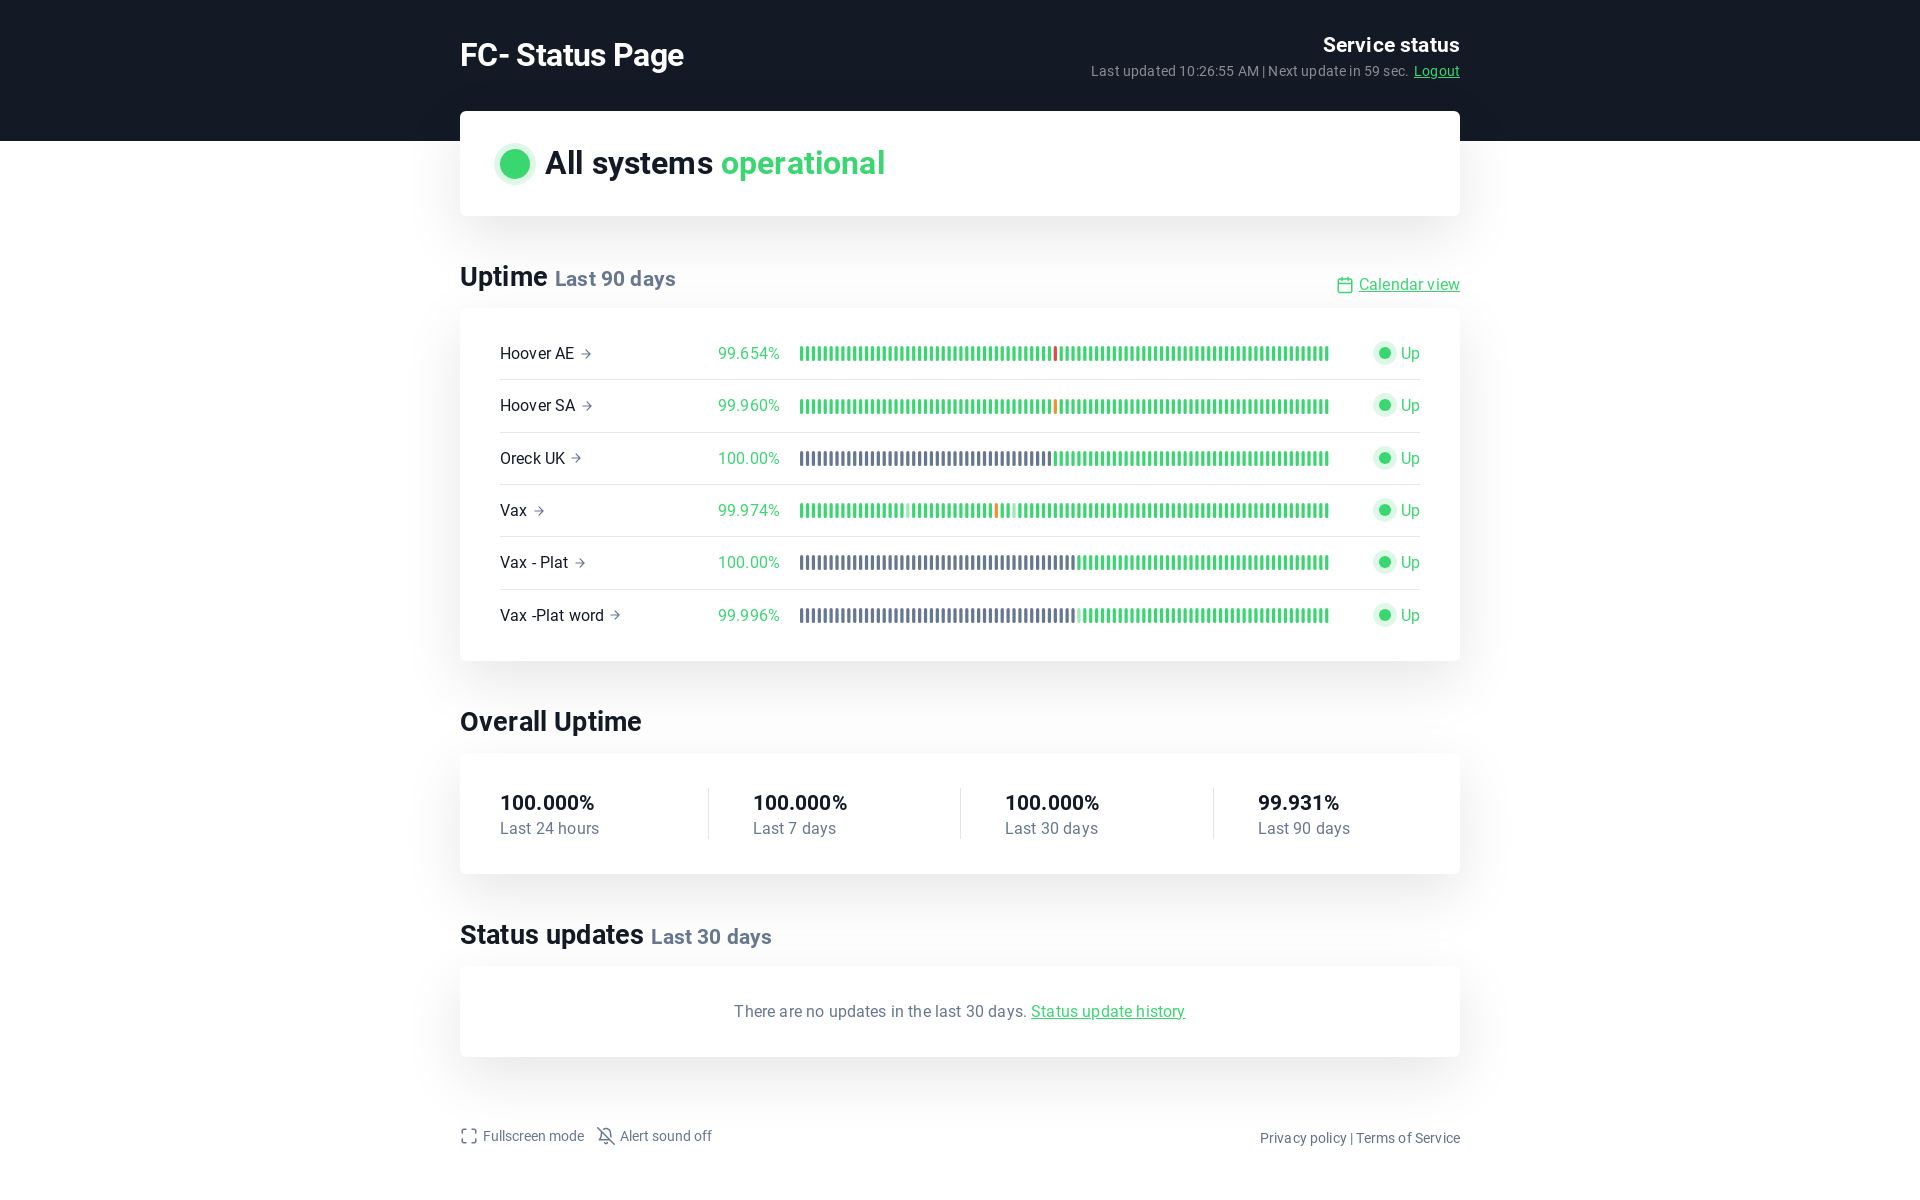 FC- Status Page
Service status
Last updated 10:26:55 AM | Next update in 59 sec. Logout
All systems operational
Uptime Last 90 days
Calendar view
Hoover AE 99.654% Up
Hoover SA 99.960% Up
Oreck UK 100.00% Up
Vax 99.974% Up
Vax - Plat 100.00% Up
Vax -Plat word 99.996% Up
Overall Uptime
100.000% 100.000% 100.000% 99.931%
Last 24 hours Last 7 days Last 30 days Last 90 days
Status updates Last 30 days
There are no updates in the last 30 days. Status update history
Fullscreen mode Alert sound off
Privacy policy | Terms of Service